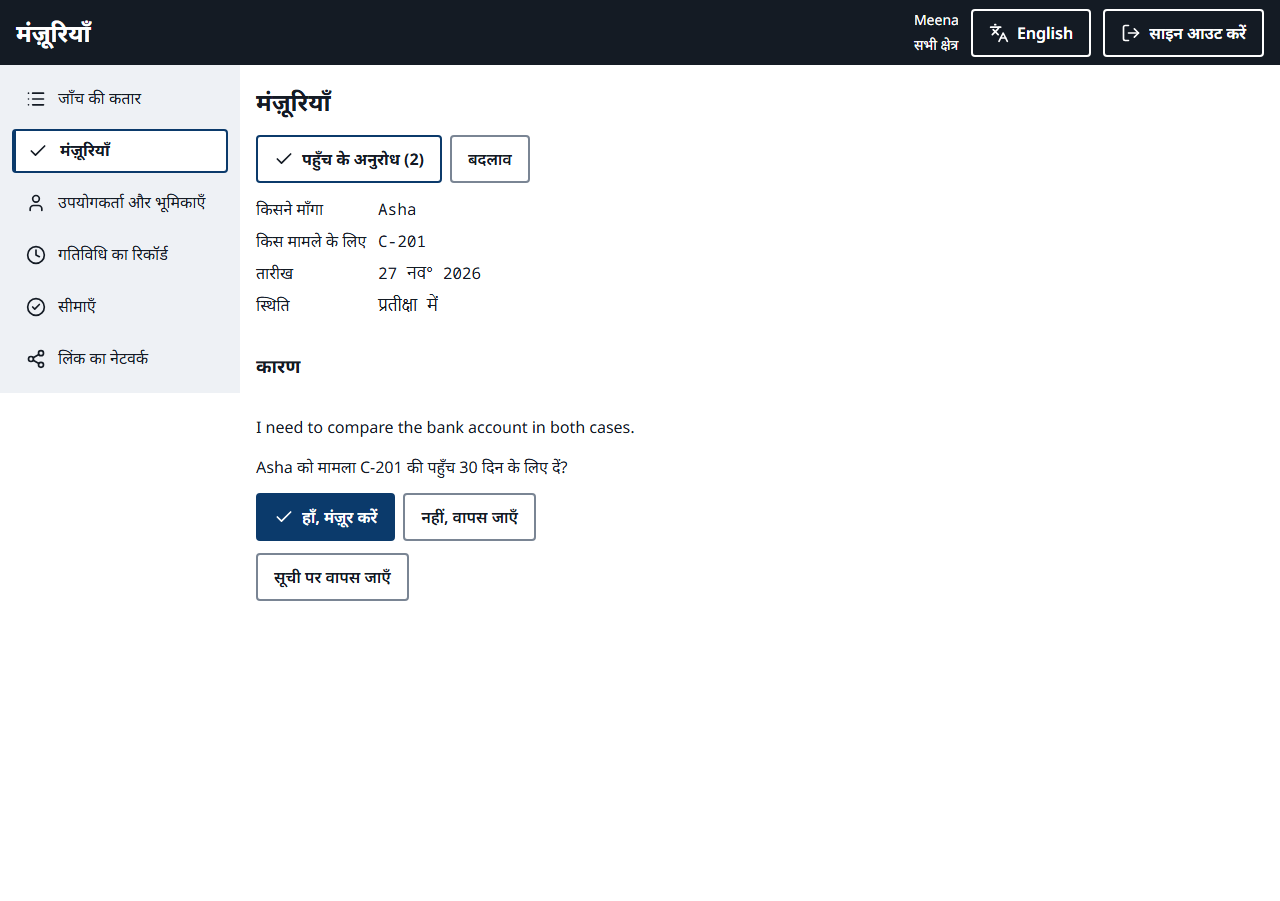 मंज़ूरियाँ
Meena
सभी क्षेत्र
English
साइन आउट करें
जाँच की कतार
मंज़ूरियाँ
उपयोगकर्ता और भूमिकाएँ
गतिविधि का रिकॉर्ड
सीमाएँ
लिंक का नेटवर्क
मंज़ूरियाँ
पहुँच के अनुरोध (2)
बदलाव
किसने माँगा Asha
किस मामले के लिए C-201
तारीख 27 नव॰ 2026
स्थिति प्रतीक्षा में
कारण
I need to compare the bank account in both cases.
Asha को मामला C-201 की पहुँच 30 दिन के लिए दें?
हाँ, मंज़ूर करें
नहीं, वापस जाएँ
सूची पर वापस जाएँ